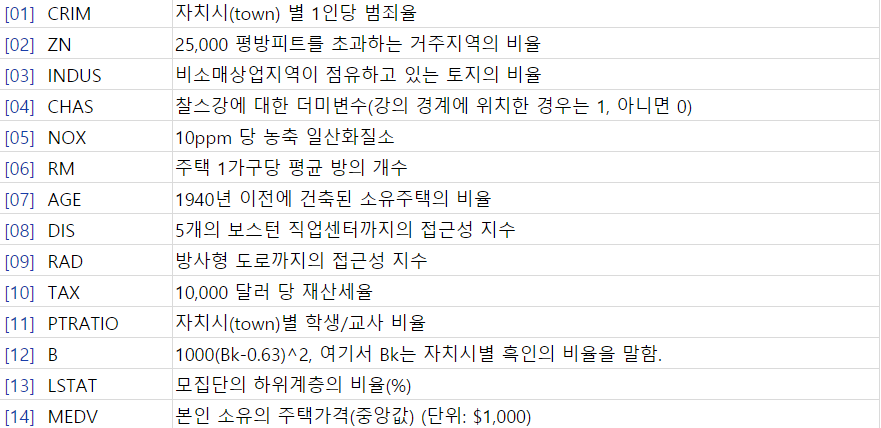 [01] CRIM 자치시(town) 별 1인당 범죄율
[02] ZN 25,000 평방피트를 초과하는 거주지역의 비율
[03] INDUS 비소매상업지역이 점유하고 있는 토지의 비율
[04] CHAS 찰스강에 대한 더미변수(강의 경계에 위치한 경우는 1, 아니면 0)
[05] NOX 10ppm 당 농축 일산화질소
[06] RM 주택 1가구당 평균 방의 개수
[07] AGE 1940년 이전에 건축된 소유주택의 비율
[08] DIS 5개의 보스턴 직업센터까지의 접근성 지수
[09] RAD 방사형 도로까지의 접근성 지수
[10] TAX 10,000 달러 당 재산세율
[11] PTRATIO 자치시(town)별 학생/교사 비율
[12] B 1000(Bk-0.63)^2, 여기서 Bk는 자치시별 흑인의 비율을 말함.
[13] LSTAT 모집단의 하위계층의 비율(%)
[14] MEDV 본인 소유의 주택가격(중앙값) (단위: $1,000)